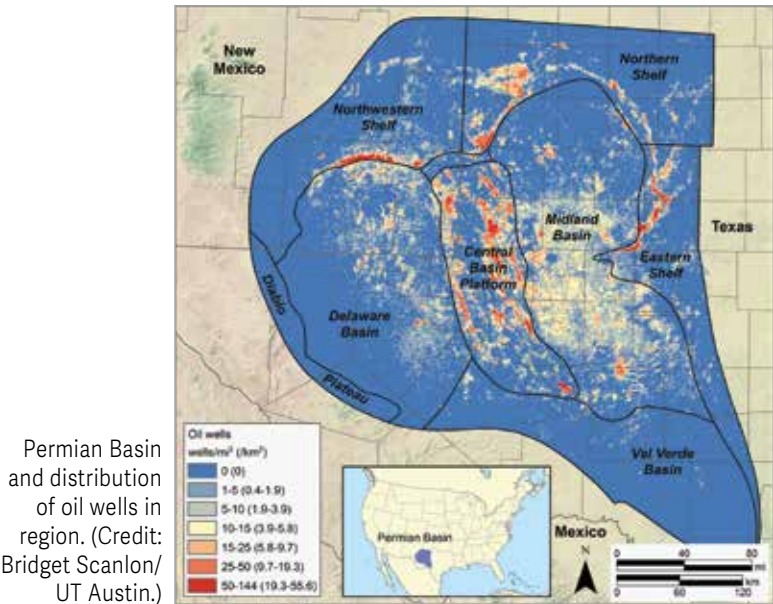 New
Mexico
Northern
Shelf
Northwestern
Shelf
Midland
Basin
Texas
Central
Basin
Platform
Eastern
Shelf
Diablo
Plateau
Delaware
Basin
Val Verde
Basin
Mexico
Permian Basin
and distribution
of oil wells in
region. (Credit:
Bridget Scanlon/
UT Austin.)
Oil wells
wells/mi² (/km²)
0 (0)
1-5 (0.4-1.9)
5-10 (1.9-3.9)
10-15 (3.9-5.8)
15-25 (5.8-9.7)
25-50 (9.7-19.3)
50-144 (19.3-55.6)
Permian Basin
N
0 40 80
mi
km
0 60 120